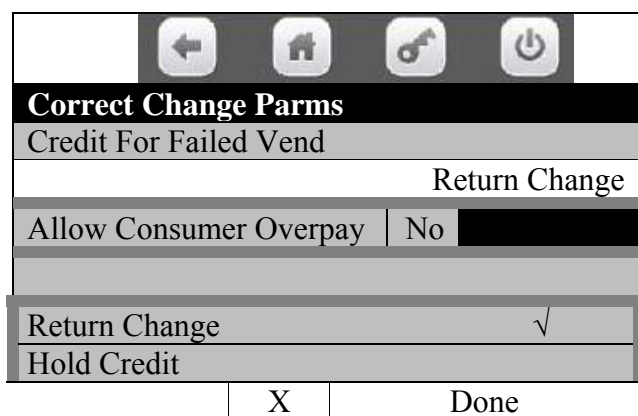 Correct Change Parms
Credit For Failed Vend
Return Change
Allow Consumer Overpay No
Return Change √
Hold Credit
X Done